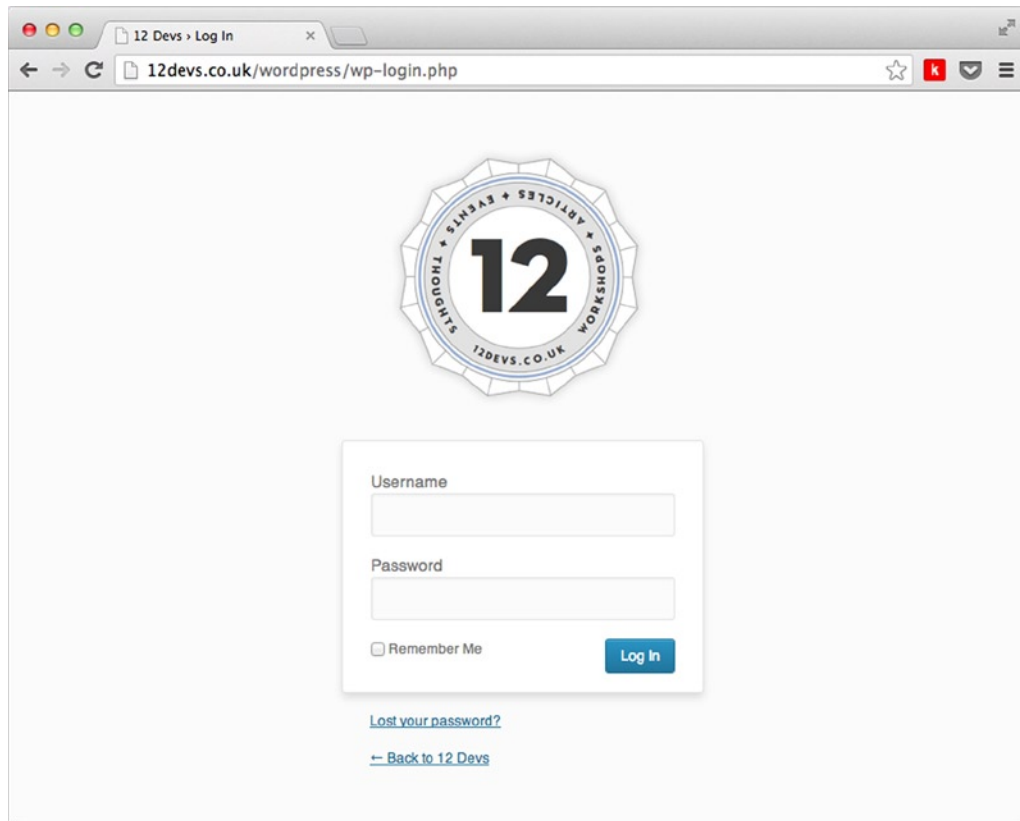 12 Devs › Log In
12devs.co.uk/wordpress/wp-login.php
k
THOUGHTS + EVENTS + ARTICLES + WORKSHOPS
12
12DEVS.CO.UK
Username
Password
Remember Me
Log In
Lost your password?
← Back to 12 Devs